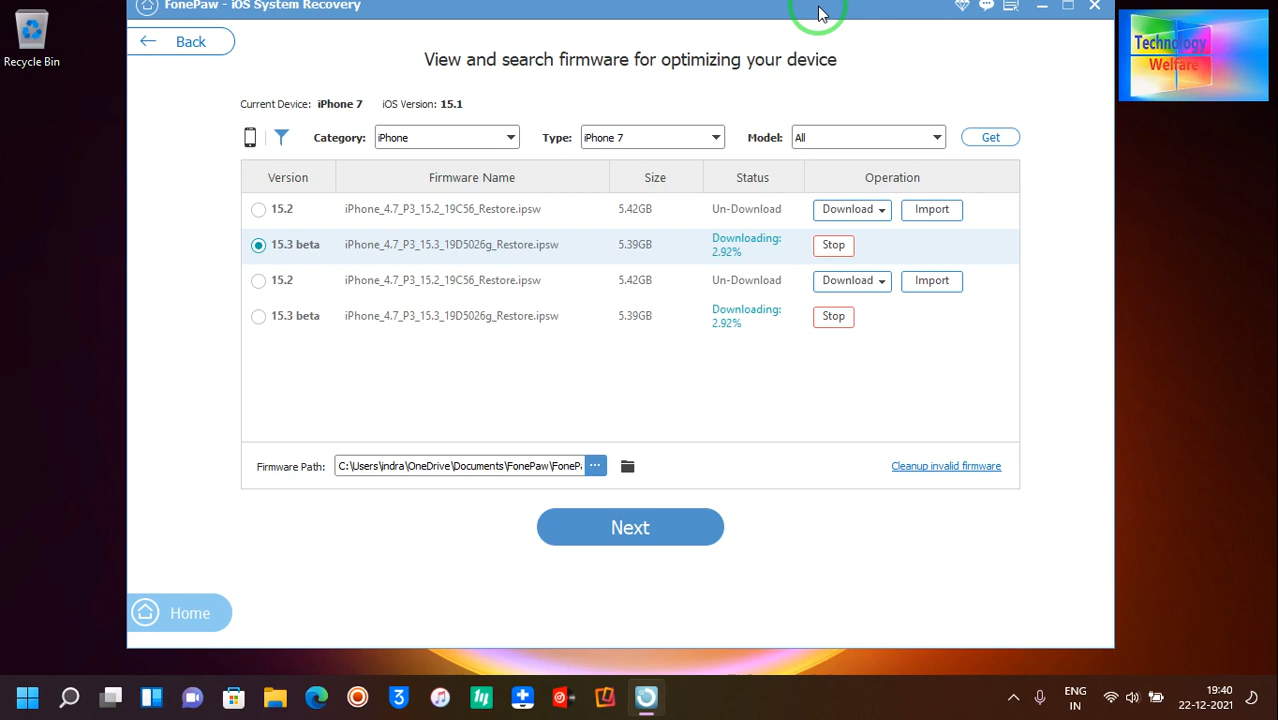 FonePaw - iOS System Recovery
Recycle Bin
Technology
Welfare
Back
View and search firmware for optimizing your device
Current Device: iPhone 7 iOS Version: 15.1
Category: iPhone Type: iPhone 7 Model: All Get
Version Firmware Name Size Status Operation
15.2 iPhone_4.7_P3_15.2_19C56_Restore.ipsw 5.42GB Un-Download Download Import
15.3 beta iPhone_4.7_P3_15.3_19D5026g_Restore.ipsw 5.39GB Downloading: 2.92% Stop
15.2 iPhone_4.7_P3_15.2_19C56_Restore.ipsw 5.42GB Un-Download Download Import
15.3 beta iPhone_4.7_P3_15.3_19D5026g_Restore.ipsw 5.39GB Downloading: 2.92% Stop
Firmware Path: C:\Users\indra\OneDrive\Documents\FonePaw\FoneP ... Cleanup invalid firmware
Next
Home
ENG 19:40
IN 22-12-2021